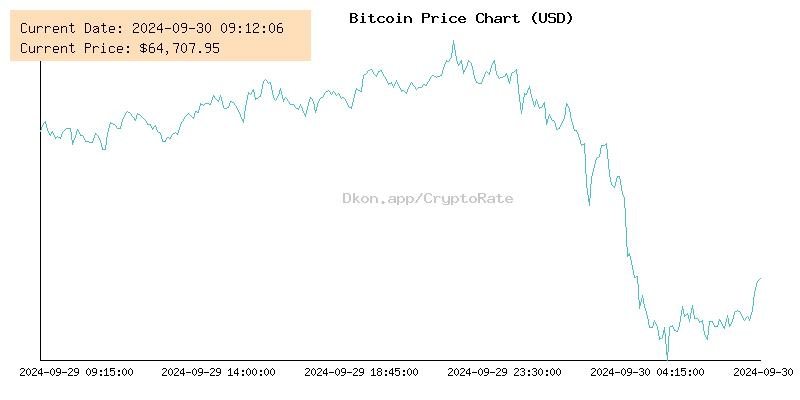 Bitcoin Price Chart (USD)
Current Date: 2024-09-30 09:12:06
Current Price: $64,707.95
Dkon.app/CryptoRate
2024-09-29 09:15:00
2024-09-29 14:00:00
2024-09-29 18:45:00
2024-09-29 23:30:00
2024-09-30 04:15:00
2024-09-30